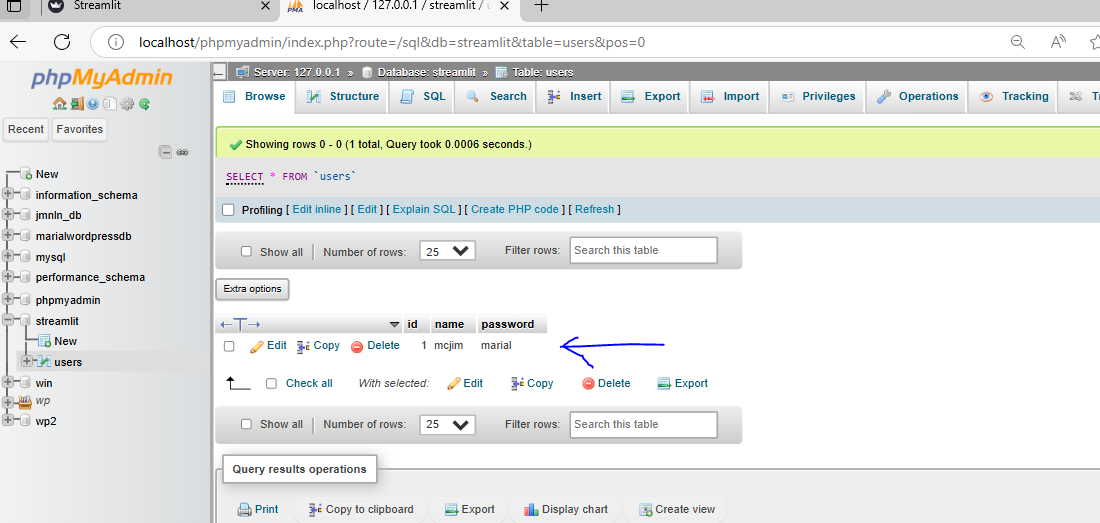 Streamlit
localhost / 127.0.0.1 / streamlit /
localhost/phpmyadmin/index.php?route=/sql&db=streamlit&table=users&pos=0
phpMyAdmin
Recent Favorites
New
information_schema
jmnln_db
marialwordpressdb
mysql
performance_schema
phpmyadmin
streamlit
New
users
win
wp
wp2
Server: 127.0.0.1 » Database: streamlit » Table: users
Browse Structure SQL Search Insert Export Import Privileges Operations Tracking
Showing rows 0 - 0 (1 total, Query took 0.0006 seconds.)
SELECT * FROM `users`
Profiling [ Edit inline ] [ Edit ] [ Explain SQL ] [ Create PHP code ] [ Refresh ]
Show all Number of rows: 25 Filter rows: Search this table
Extra options
←T→ id name password
Edit Copy Delete 1 mcjim marial
Check all With selected: Edit Copy Delete Export
Show all Number of rows: 25 Filter rows: Search this table
Query results operations
Print Copy to clipboard Export Display chart Create view